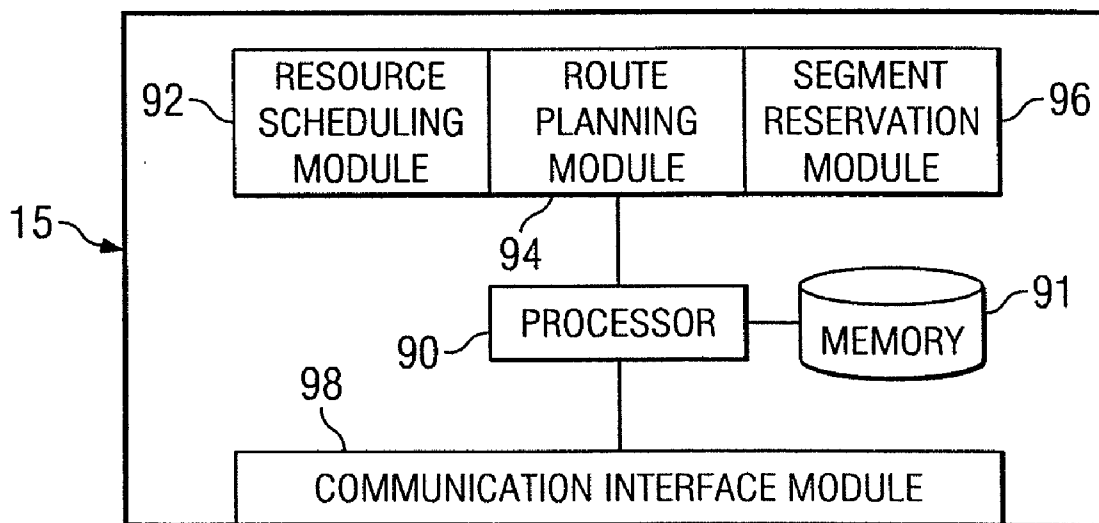 92
RESOURCE
SCHEDULING
MODULE
ROUTE
PLANNING
MODULE
SEGMENT
RESERVATION
MODULE
96
15
94
90
PROCESSOR
MEMORY
91
98
COMMUNICATION INTERFACE MODULE